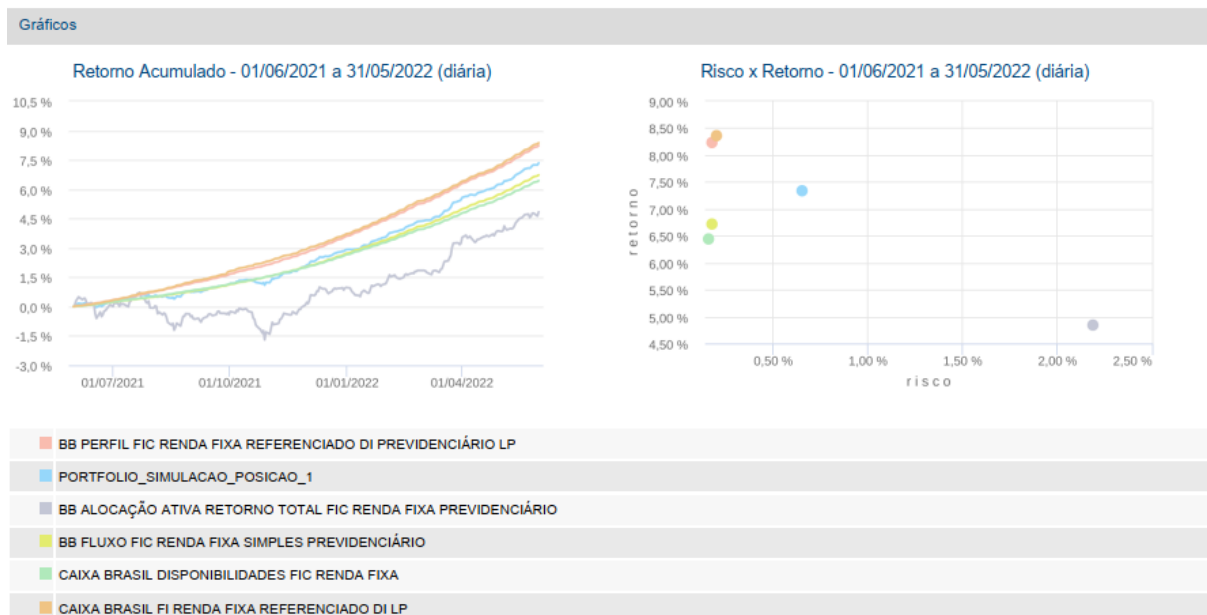 Gráficos
Retorno Acumulado - 01/06/2021 a 31/05/2022 (diária)
10,5 %
9,0 %
7,5 %
6,0 %
4,5 %
3,0 %
1,5 %
0,0 %
-1,5 %
-3,0 %
01/07/2021 01/10/2021 01/01/2022 01/04/2022
Risco x Retorno - 01/06/2021 a 31/05/2022 (diária)
9,00 %
8,50 %
8,00 %
7,50 %
7,00 %
6,50 %
6,00 %
5,50 %
5,00 %
4,50 %
retorno
0,50 % 1,00 % 1,50 % 2,00 % 2,50 %
risco
BB PERFIL FIC RENDA FIXA REFERENCIADO DI PREVIDENCIÁRIO LP
PORTFOLIO_SIMULACAO_POSICAO_1
BB ALOCAÇÃO ATIVA RETORNO TOTAL FIC RENDA FIXA PREVIDENCIÁRIO
BB FLUXO FIC RENDA FIXA SIMPLES PREVIDENCIÁRIO
CAIXA BRASIL DISPONIBILIDADES FIC RENDA FIXA
CAIXA BRASIL FI RENDA FIXA REFERENCIADO DI LP